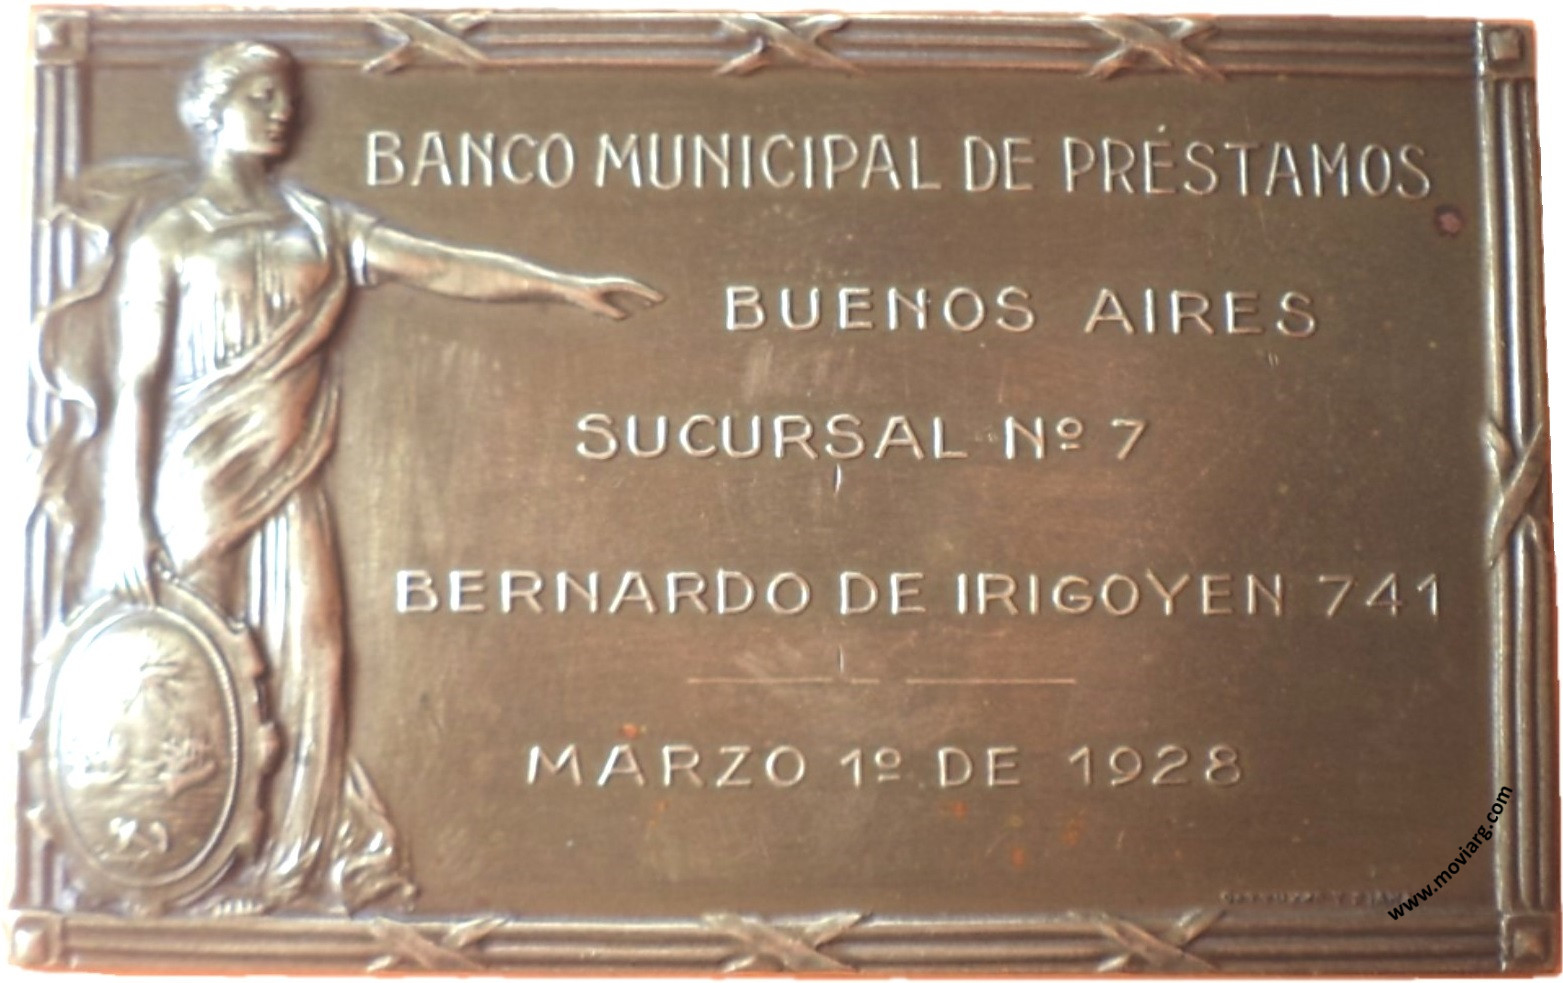 BANCO MUNICIPAL DE PRÉSTAMOS
BUENOS AIRES
SUCURSAL Nº 7
BERNARDO DE IRIGOYEN 741
MARZO 1º DE 1928
www.moviarg.com